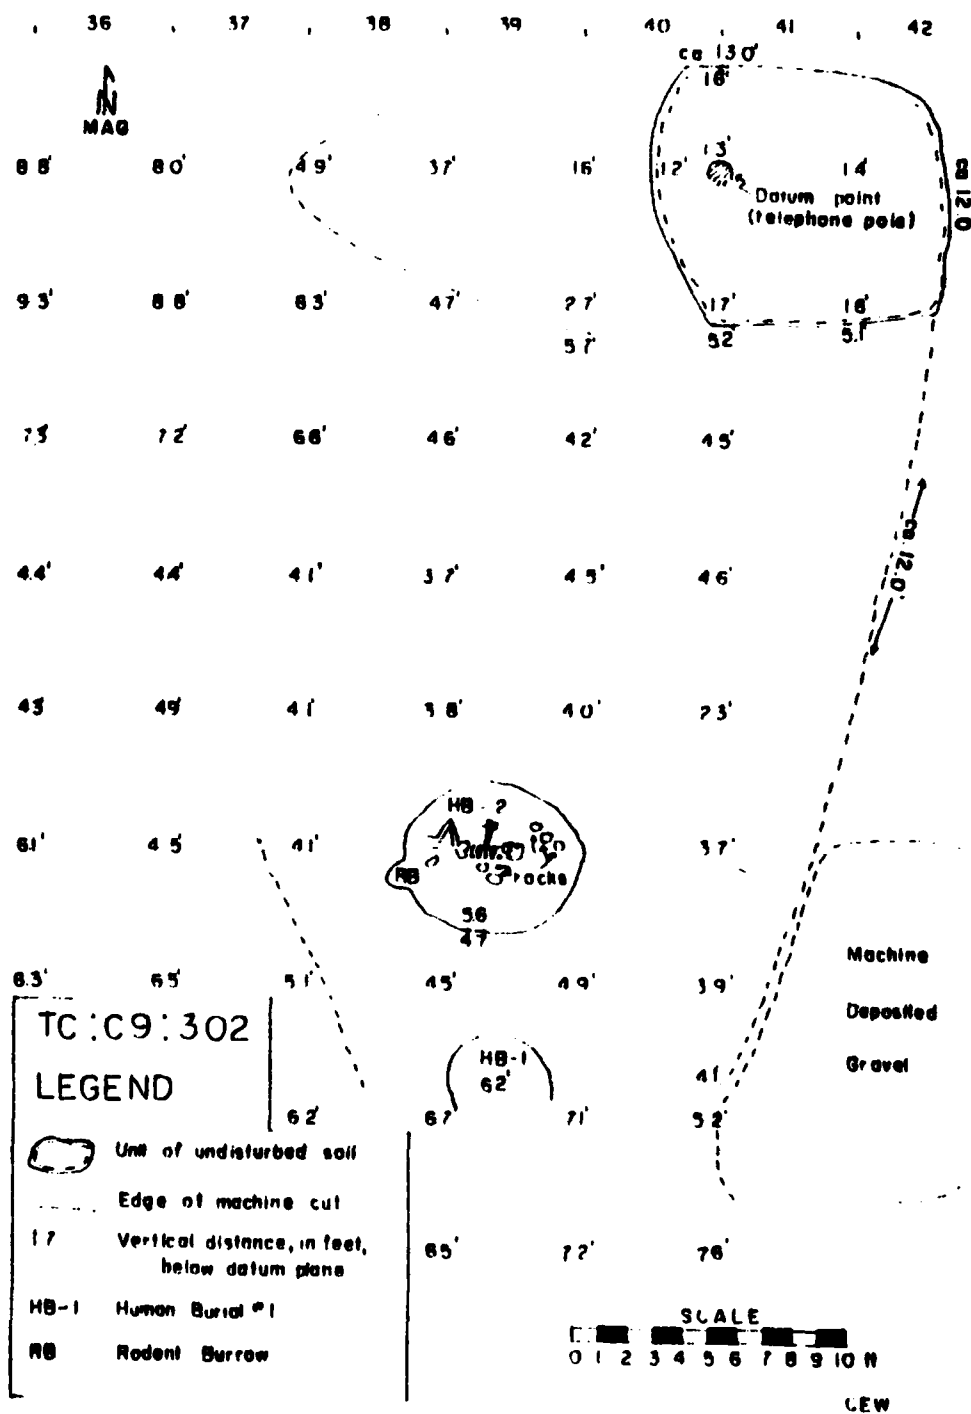 36 37 38 39 40 41 42
ca 13.0'
1.6'
N
MAG
8.8' 8.0' 4.9' 3.7' 1.6' 1.2' 1.3' 1.4'
ca 12.0
Datum point
(telephone pole)
9.3' 8.8' 6.3' 4.7' 2.7' 1.7' 1.6'
5.7' 5.2' 5.1'
7.3' 7.2' 6.6' 4.6' 4.2' 4.5'
ca. 12.0'
4.4' 4.4' 4.1' 3.7' 4.5' 4.6'
4.3' 4.9' 4.1' 3.8' 4.0' 2.3'
HB-2
6.1' 4.5' 4.1' 3.7'
RB
rocks
5.6
4.7
Machine
Deposited
Gravel
6.3' 6.5' 5.1' 4.5' 4.9' 3.9'
TC:C9:302
LEGEND
HB-1
6.2'
4.1'
6.2' 6.7' 7.1' 5.2'
Unit of undisturbed soil
Edge of machine cut
1.7 Vertical distance, in feet,
below datum plane
6.5' 7.2' 7.6'
HB-1 Human Burial #1
RB Rodent Burrow
SCALE
0 1 2 3 4 5 6 7 8 9 10 ft
GEW